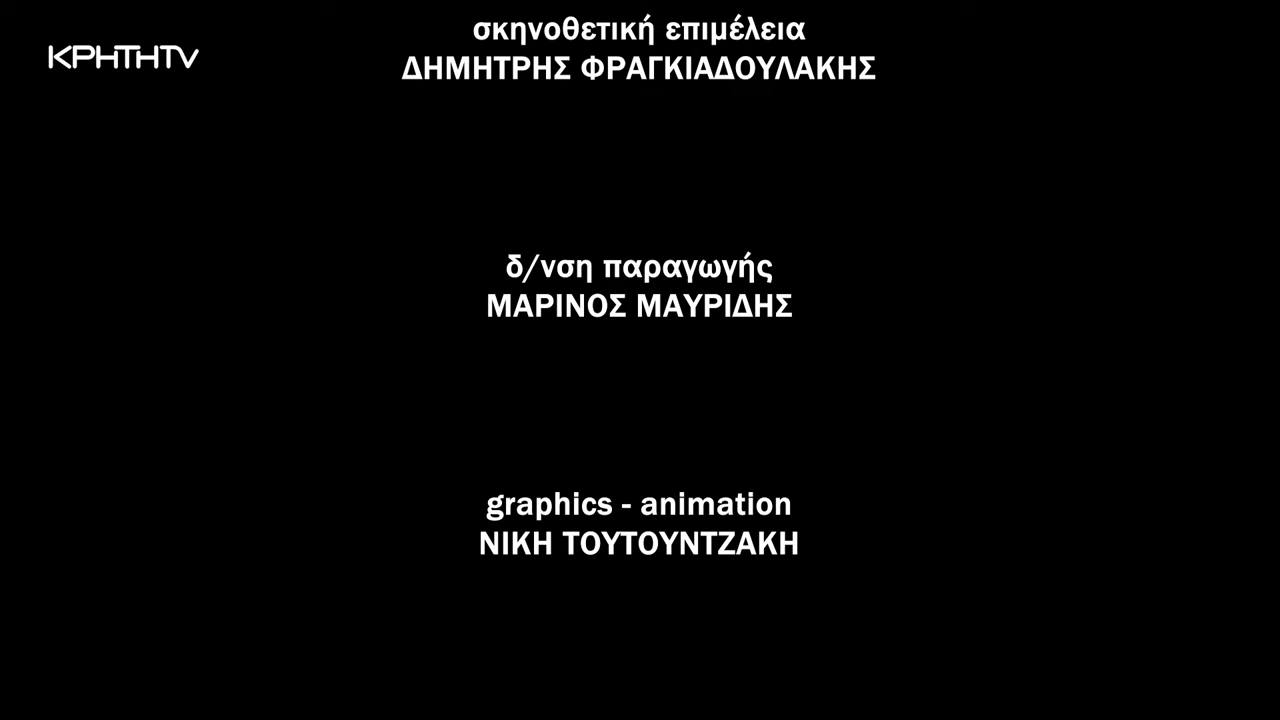 σκηνοθετική επιμέλεια
ΚΡΗΤΗTV
ΔΗΜΗΤΡΗΣ ΦΡΑΓΚΙΑΔΟΥΛΑΚΗΣ
δ/νση παραγωγής
ΜΑΡΙΝΟΣ ΜΑΥΡΙΔΗΣ
graphics - animation
ΝΙΚΗ ΤΟΥΤΟΥΝΤΖΑΚΗ